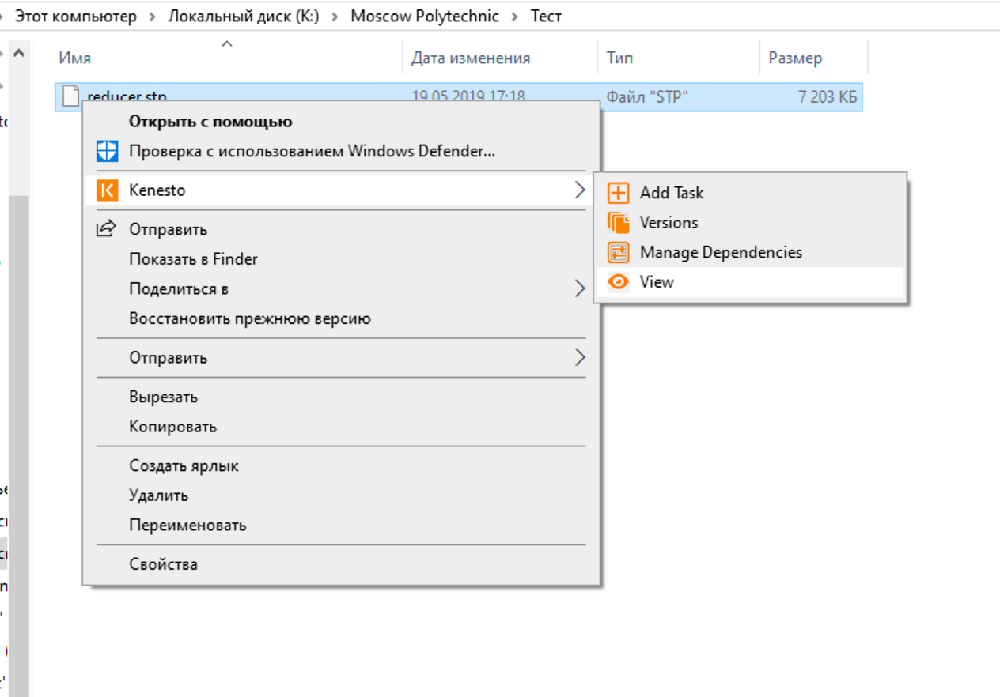 Этот компьютер > Локальный диск (K:) > Moscow Polytechnic > Тест
Имя Дата изменения Тип Размер
reducer.stp 19.05.2019 17:18 Файл "STP" 7 203 КБ
Открыть с помощью
Проверка с использованием Windows Defender...
Kenesto
Add Task
Versions
Manage Dependencies
View
Отправить
Показать в Finder
Поделиться в
Восстановить прежнюю версию
Отправить
Вырезать
Копировать
Создать ярлык
Удалить
Переименовать
Свойства